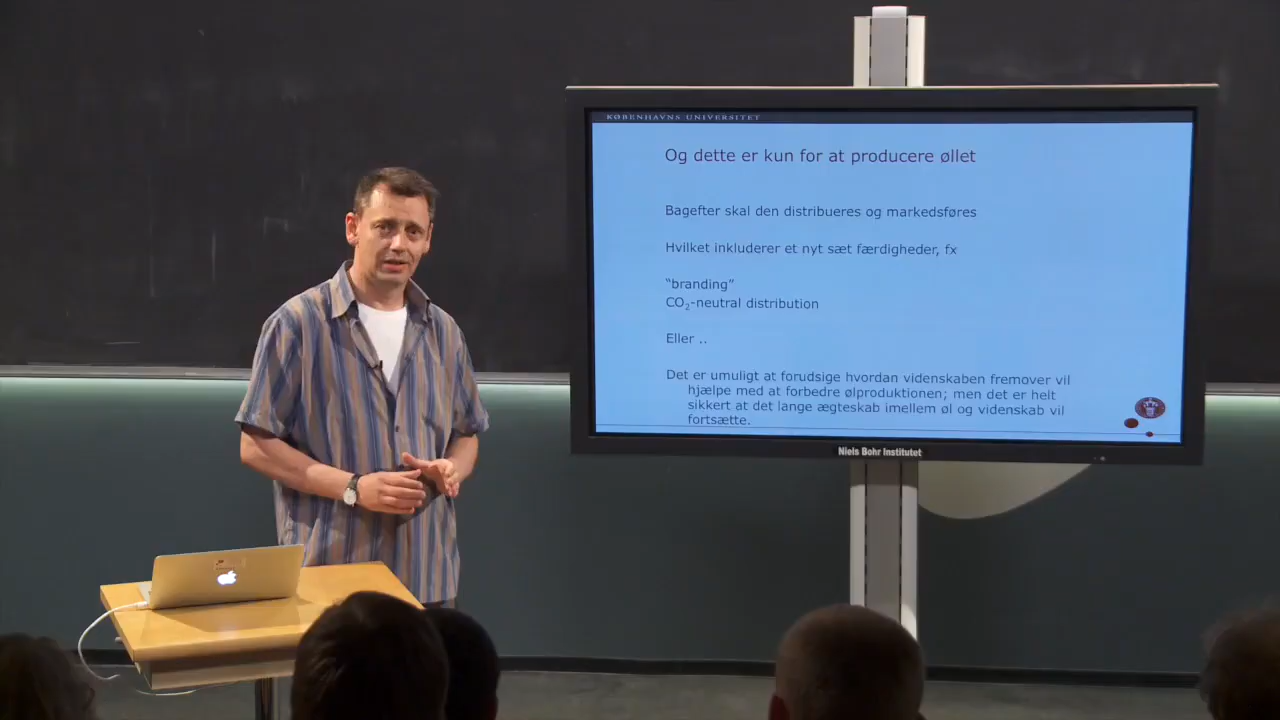 KØBENHAVNS UNIVERSITET
Og dette er kun for at producere øllet
Bagefter skal den distribueres og markedsføres
Hvilket inkluderer et nyt sæt færdigheder, fx
“branding”
CO₂-neutral distribution
Eller ..
Det er umuligt at forudsige hvordan videnskaben fremover vil
hjælpe med at forbedre ølproduktionen; men det er helt
sikkert at det lange ægteskab imellem øl og videnskab vil
fortsætte.
Niels Bohr Institutet